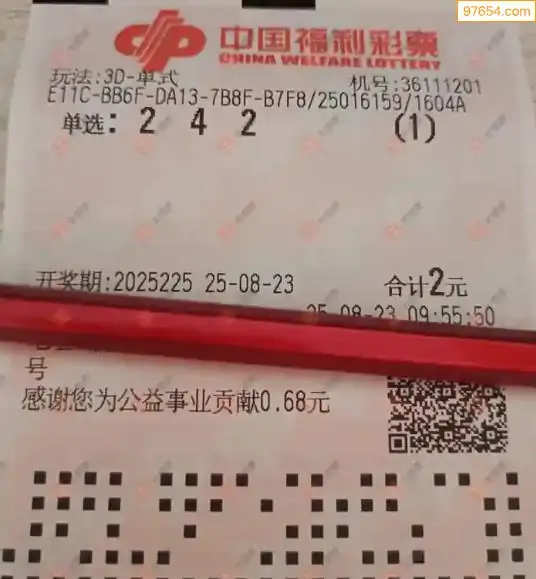 97654.com
中国福利彩票
CHINA WELFARE LOTTERY
玩法:3D-单式 机号:36111201
E11C-BB6F-DA13-7B8F-B7F8/25016159/1604A
单选: 2 4 2 (1)
开奖期:2025225 25-08-23 合计2元
25-08-23 09:55:50
号
感谢您为公益事业贡献0.68元